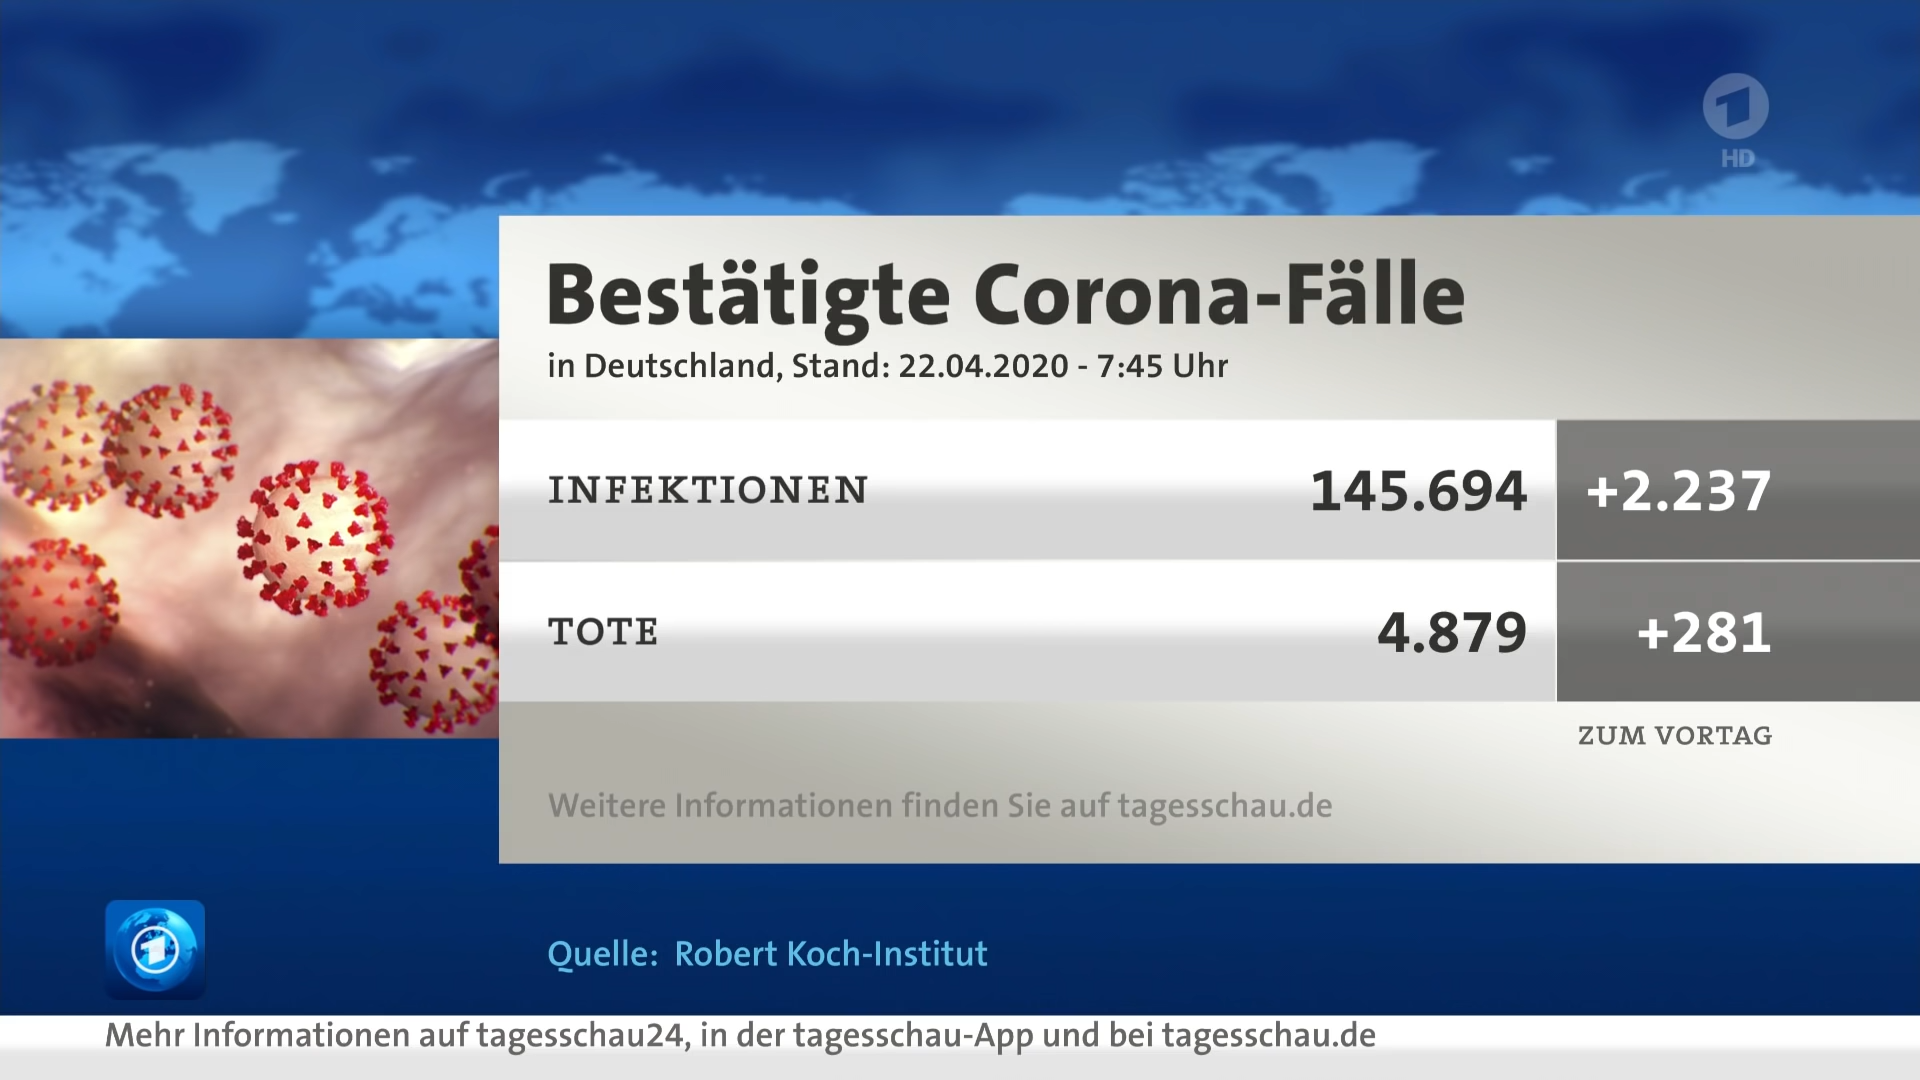 HD
Bestätigte Corona-Fälle
in Deutschland, Stand: 22.04.2020 - 7:45 Uhr
INFEKTIONEN 145.694 +2.237
TOTE 4.879 +281
ZUM VORTAG
Weitere Informationen finden Sie auf tagesschau.de
Quelle: Robert Koch-Institut
Mehr Informationen auf tagesschau24, in der tagesschau-App und bei tagesschau.de